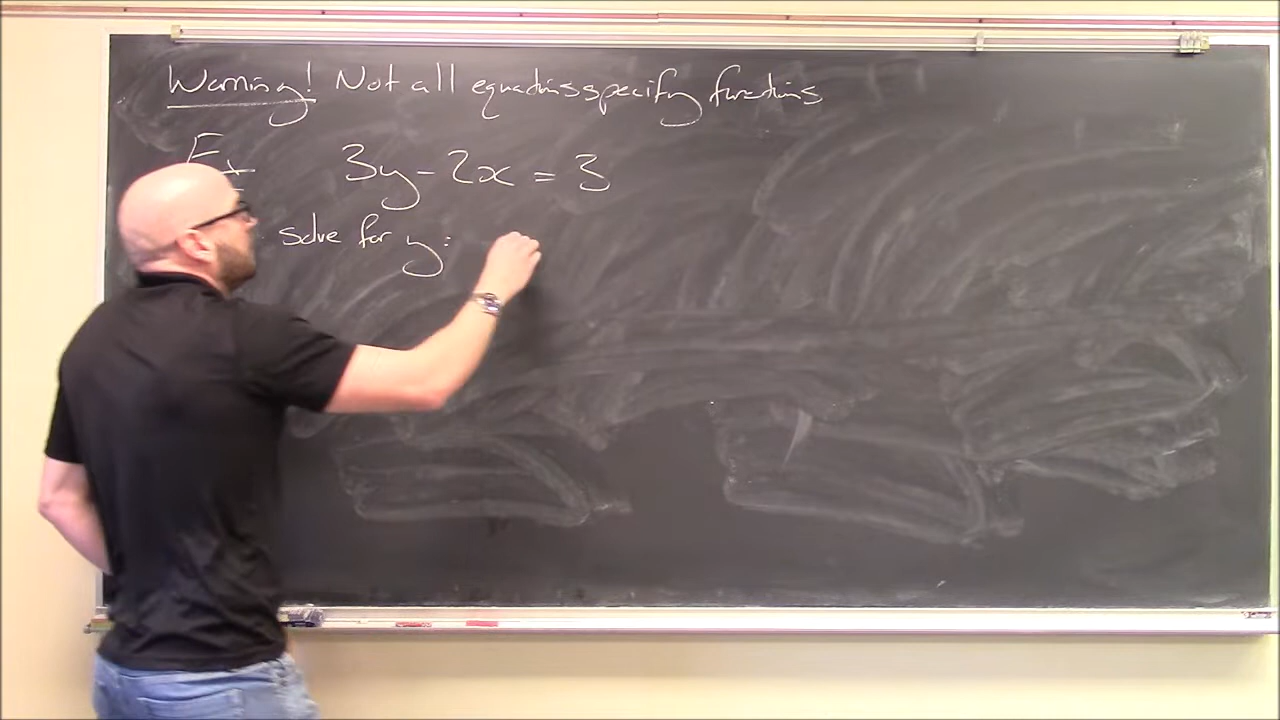 Warning! Not all equations specify functions
Ex 3y - 2x = 3
solve for y: